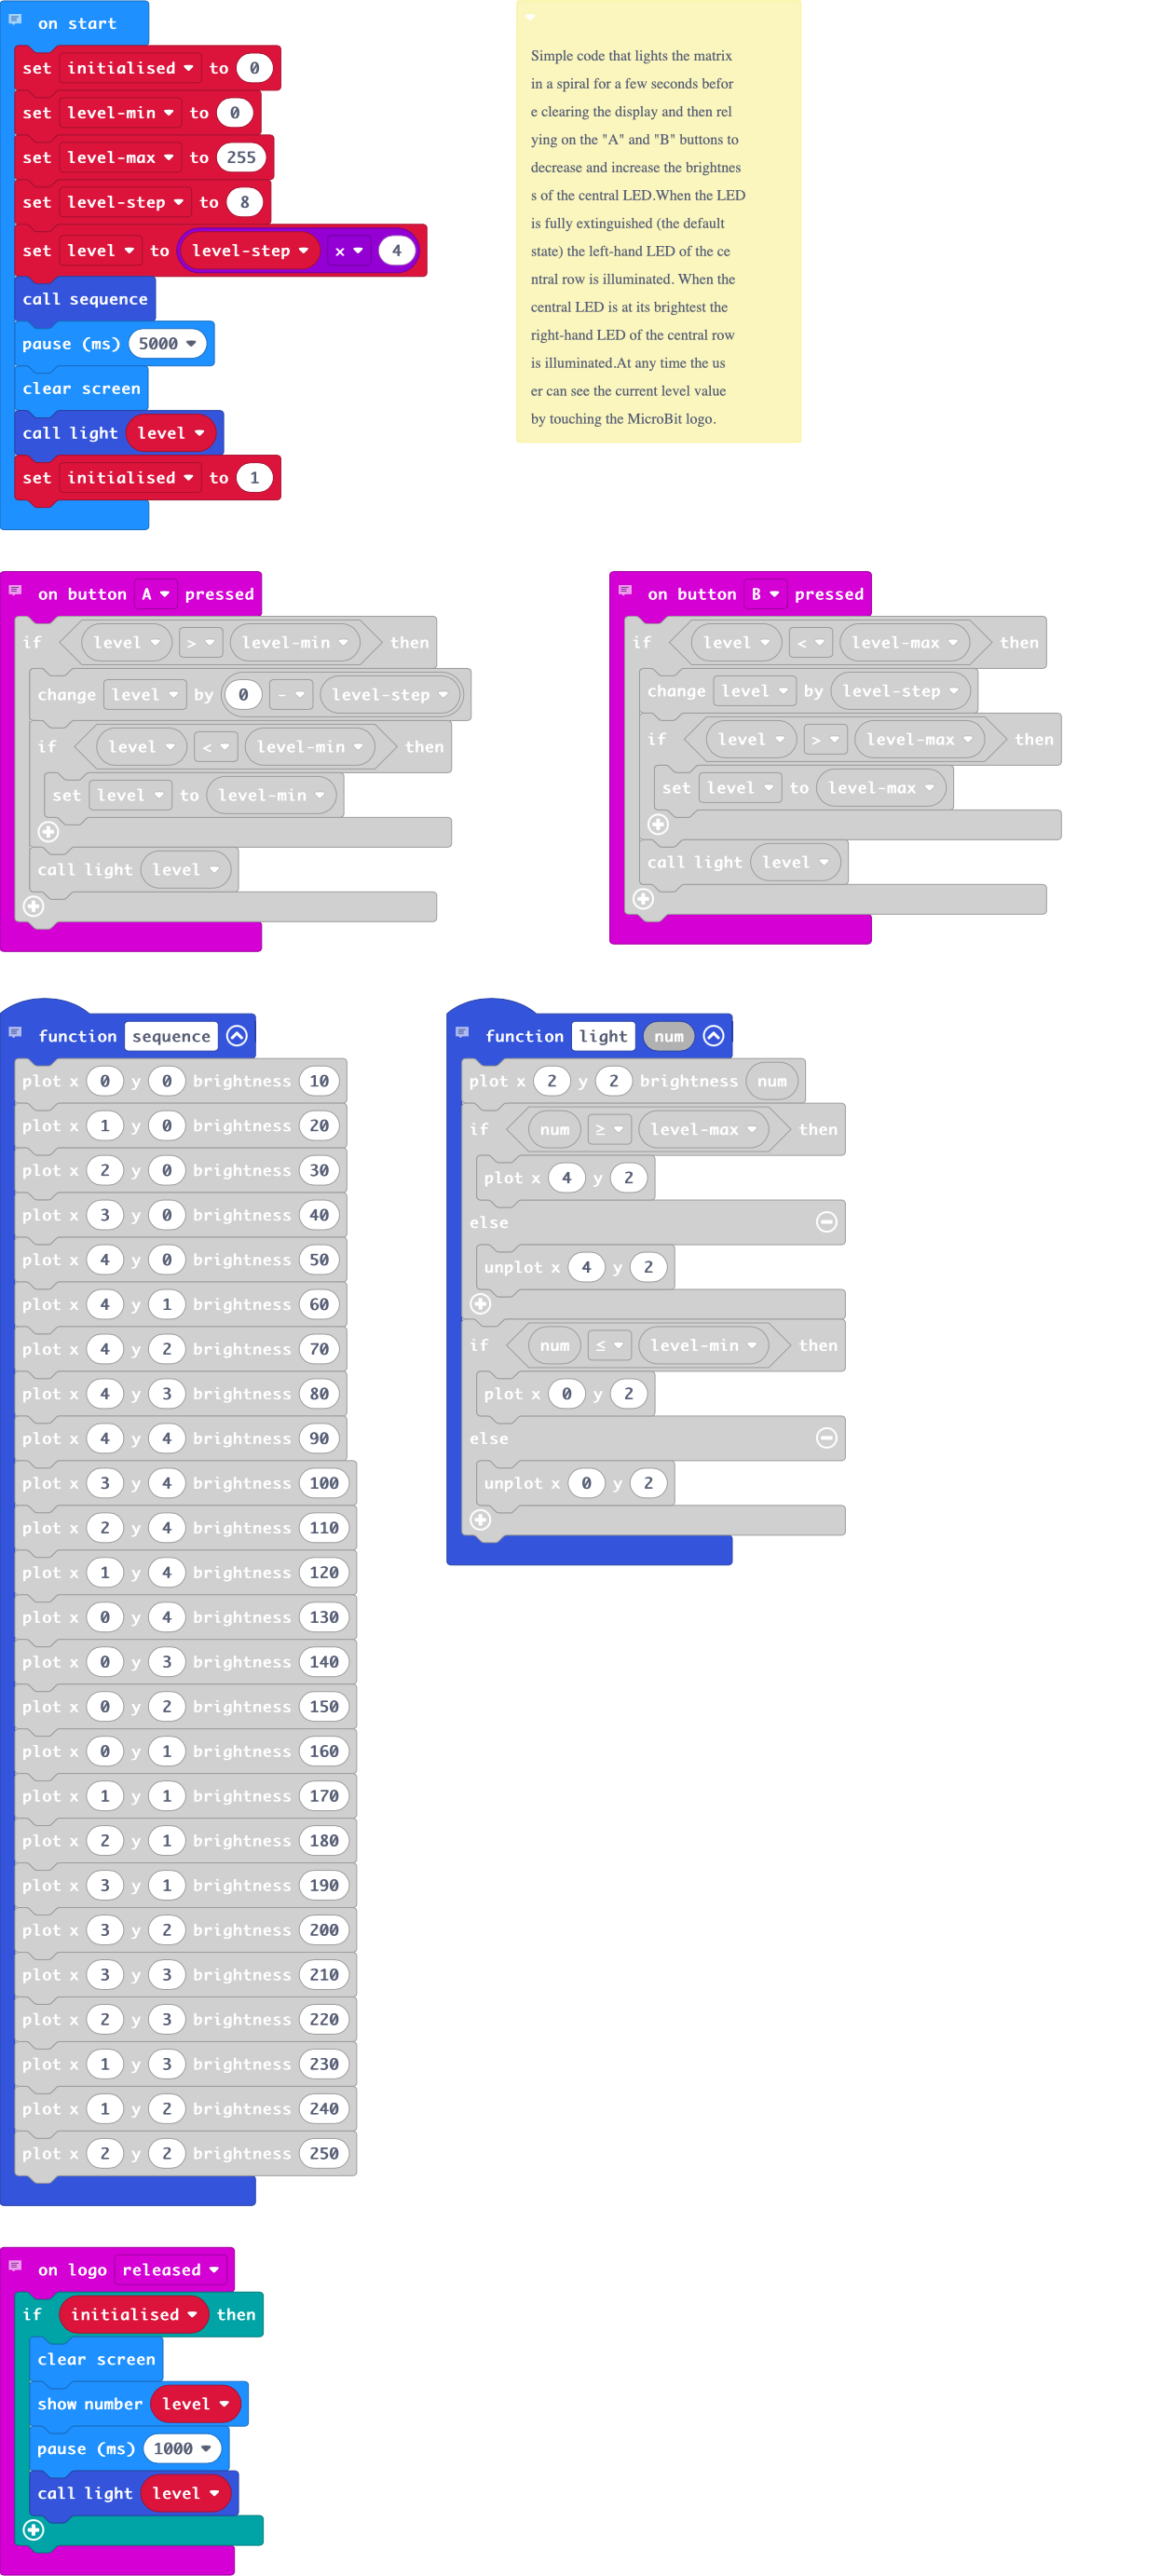 on start
set initialised to 0
set level-min to 0
set level-max to 255
set level-step to 8
set level to level-step × 4
call sequence
pause (ms) 5000
clear screen
call light level
set initialised to 1
Simple code that lights the matrix
in a spiral for a few seconds befor
e clearing the display and then rel
ying on the "A" and "B" buttons to
decrease and increase the brightnes
s of the central LED.When the LED
is fully extinguished (the default
state) the left-hand LED of the ce
ntral row is illuminated. When the
central LED is at its brightest the
right-hand LED of the central row
is illuminated.At any time the us
er can see the current level value
by touching the MicroBit logo.
on button A pressed
if level > level-min then
change level by 0 - level-step
if level < level-min then
set level to level-min
call light level
on button B pressed
if level < level-max then
change level by level-step
if level > level-max then
set level to level-max
call light level
function sequence
plot x 0 y 0 brightness 10
plot x 1 y 0 brightness 20
plot x 2 y 0 brightness 30
plot x 3 y 0 brightness 40
plot x 4 y 0 brightness 50
plot x 4 y 1 brightness 60
plot x 4 y 2 brightness 70
plot x 4 y 3 brightness 80
plot x 4 y 4 brightness 90
plot x 3 y 4 brightness 100
plot x 2 y 4 brightness 110
plot x 1 y 4 brightness 120
plot x 0 y 4 brightness 130
plot x 0 y 3 brightness 140
plot x 0 y 2 brightness 150
plot x 0 y 1 brightness 160
plot x 1 y 1 brightness 170
plot x 2 y 1 brightness 180
plot x 3 y 1 brightness 190
plot x 3 y 2 brightness 200
plot x 3 y 3 brightness 210
plot x 2 y 3 brightness 220
plot x 1 y 3 brightness 230
plot x 1 y 2 brightness 240
plot x 2 y 2 brightness 250
function light num
plot x 2 y 2 brightness num
if num ≥ level-max then
plot x 4 y 2
else
unplot x 4 y 2
if num ≤ level-min then
plot x 0 y 2
else
unplot x 0 y 2
on logo released
if initialised then
clear screen
show number level
pause (ms) 1000
call light level